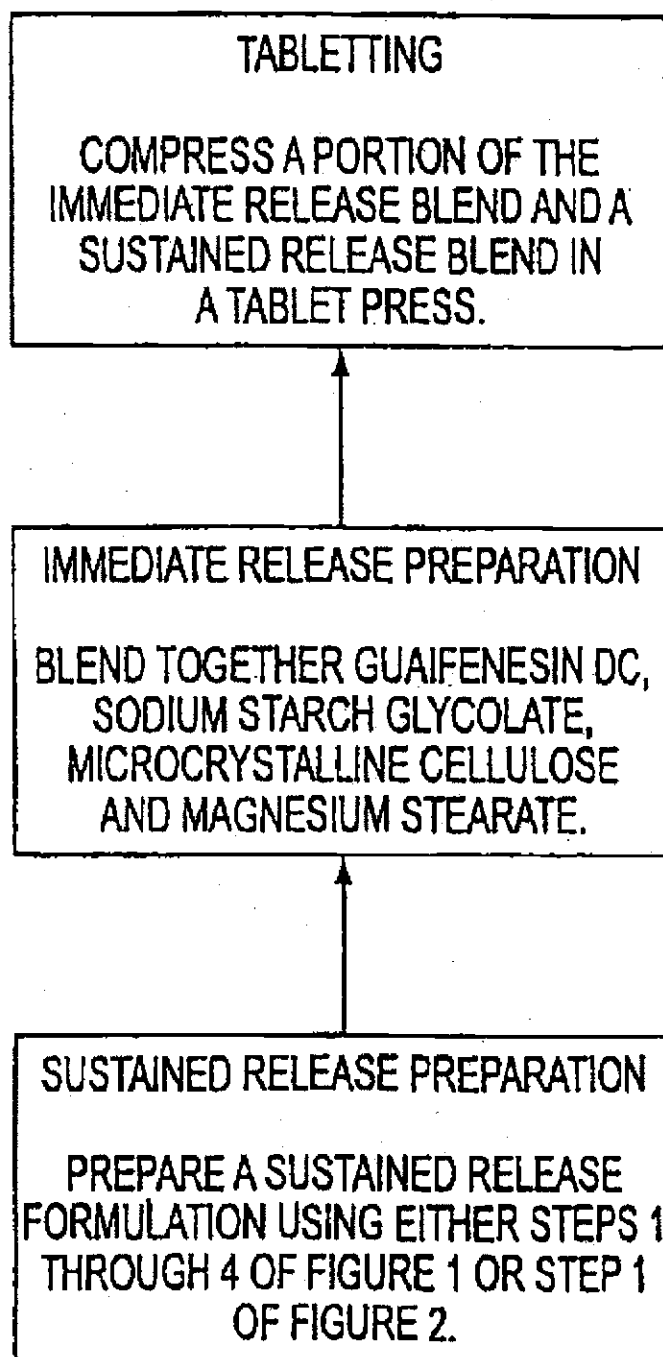 TABLETTING
COMPRESS A PORTION OF THE
IMMEDIATE RELEASE BLEND AND A
SUSTAINED RELEASE BLEND IN
A TABLET PRESS.
IMMEDIATE RELEASE PREPARATION
BLEND TOGETHER GUAIFENESIN DC,
SODIUM STARCH GLYCOLATE,
MICROCRYSTALLINE CELLULOSE
AND MAGNESIUM STEARATE.
SUSTAINED RELEASE PREPARATION
PREPARE A SUSTAINED RELEASE
FORMULATION USING EITHER STEPS 1
THROUGH 4 OF FIGURE 1 OR STEP 1
OF FIGURE 2.